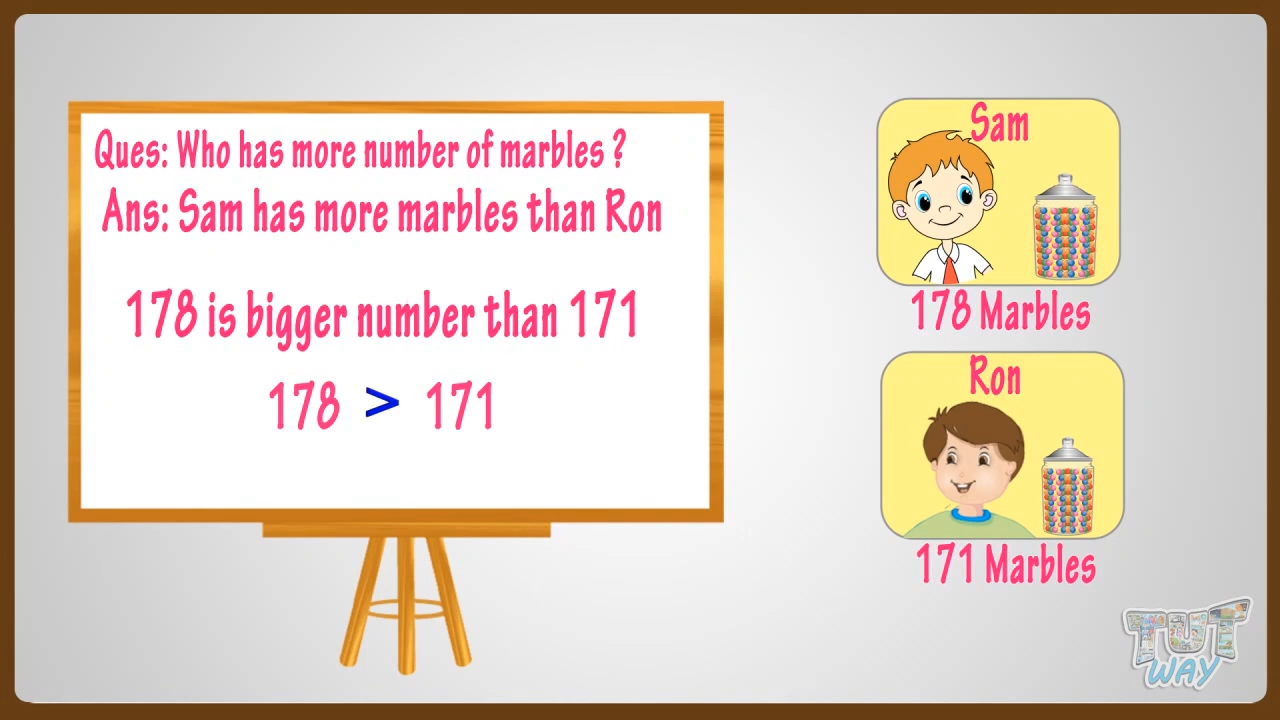 Ques: Who has more number of marbles ?
Ans: Sam has more marbles than Ron
178 is bigger number than 171
178 > 171
Sam
178 Marbles
Ron
171 Marbles
TUT
WAY